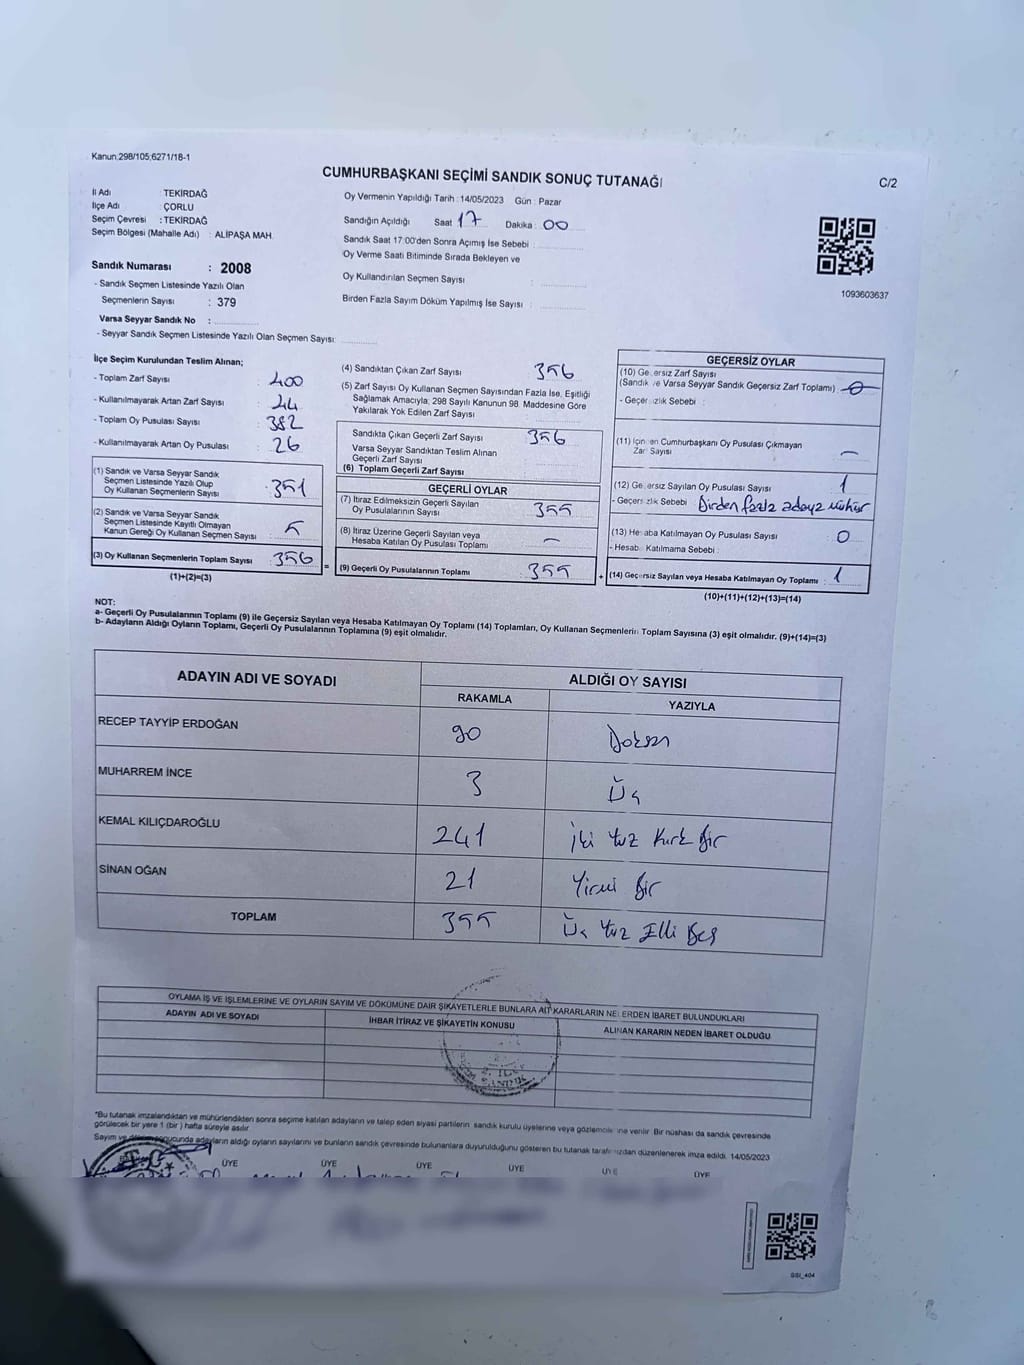 Kanun:298/105;6271/18-1
CUMHURBAŞKANI SEÇİMİ SANDIK SONUÇ TUTANAĞI
C/2
İl Adı : TEKİRDAĞ
İlçe Adı : ÇORLU
Seçim Çevresi : TEKİRDAĞ
Seçim Bölgesi (Mahalle Adı) : ALİPAŞA MAH.
Sandık Numarası : 2008
- Sandık Seçmen Listesinde Yazılı Olan
Seçmenlerin Sayısı : 379
Varsa Seyyar Sandık No :
- Seyyar Sandık Seçmen Listesinde Yazılı Olan Seçmen Sayısı:
Oy Vermenin Yapıldığı Tarih : 14/05/2023 Gün : Pazar
Sandığın Açıldığı Saat 17 Dakika : 00
Sandık Saat 17:00'den Sonra Açımış İse Sebebi :
Oy Verme Saati Bitiminde Sırada Bekleyen ve
Oy Kullandırılan Seçmen Sayısı :
Birden Fazla Sayım Döküm Yapılmış İse Sayısı :
1093603637
İlçe Seçim Kurulundan Teslim Alınan;
- Toplam Zarf Sayısı : 400
- Kullanılmayarak Artan Zarf Sayısı : 44
- Toplam Oy Pusulası Sayısı : 382
- Kullanılmayarak Artan Oy Pusulası : 26
(1) Sandık ve Varsa Seyyar Sandık
Seçmen Listesinde Yazılı Olup
Oy Kullanan Seçmenlerin Sayısı : 351
(2) Sandık ve Varsa Seyyar Sandık
Seçmen Listesinde Kayıtlı Olmayan
Kanun Gereği Oy Kullanan Seçmen Sayısı : 5
(3) Oy Kullanan Seçmenlerin Toplam Sayısı : 356
(1)+(2)=(3)
(4) Sandıktan Çıkan Zarf Sayısı : 356
(5) Zarf Sayısı Oy Kullanan Seçmen Sayısından Fazla İse, Eşitliği
Sağlamak Amacıyla; 298 Sayılı Kanunun 98. Maddesine Göre
Yakılarak Yok Edilen Zarf Sayısı :
Sandıkta Çıkan Geçerli Zarf Sayısı : 356
Varsa Seyyar Sandıktan Teslim Alınan
Geçerli Zarf Sayısı
(6) Toplam Geçerli Zarf Sayısı
GEÇERLİ OYLAR
(7) İtiraz Edilmeksizin Geçerli Sayılan
Oy Pusulalarının Sayısı : 355
(8) İtiraz Üzerine Geçerli Sayılan veya
Hesaba Katılan Oy Pusulası Toplamı : -
= (9) Geçerli Oy Pusulalarının Toplamı : 355
GEÇERSİZ OYLAR
(10) Geçersiz Zarf Sayısı
(Sandık ve Varsa Seyyar Sandık Geçersiz Zarf Toplamı) : 0
- Geçersizlik Sebebi :
(11) İçinden Cumhurbaşkanı Oy Pusulası Çıkmayan
Zarf Sayısı : -
(12) Geçersiz Sayılan Oy Pusulası Sayısı : 1
- Geçersizlik Sebebi : Birden fazla adaya mühür
(13) Hesaba Katılmayan Oy Pusulası Sayısı : 0
- Hesaba Katılmama Sebebi :
+ (14) Geçersiz Sayılan veya Hesaba Katılmayan Oy Toplamı : 1
(10)+(11)+(12)+(13)=(14)
NOT:
a- Geçerli Oy Pusulalarının Toplamı (9) ile Geçersiz Sayılan veya Hesaba Katılmayan Oy Toplamı (14) Toplamları, Oy Kullanan Seçmenlerin Toplam Sayısına (3) eşit olmalıdır. (9)+(14)=(3)
b- Adayların Aldığı Oyların Toplamı, Geçerli Oy Pusulalarının Toplamına (9) eşit olmalıdır.
ADAYIN ADI VE SOYADI
ALDIĞI OY SAYISI
RAKAMLA YAZIYLA
RECEP TAYYİP ERDOĞAN 90 Doksan
MUHARREM İNCE 3 Üç
KEMAL KILIÇDAROĞLU 241 İki Yüz Kırk Bir
SİNAN OĞAN 21 Yirmi Bir
TOPLAM 355 Üç Yüz Elli Beş
OYLAMA İŞ VE İŞLEMLERİNE VE OYLARIN SAYIM VE DÖKÜMÜNE DAİR ŞİKAYETLERLE BUNLARA AİT KARARLARIN NELERDEN İBARET BULUNDUKLARI
ADAYIN ADI VE SOYADI İHBAR İTİRAZ VE ŞİKAYETİN KONUSU ALINAN KARARIN NEDEN İBARET OLDUĞU
SANDIK
*Bu tutanak imzalandıktan ve mühürlendikten sonra seçime katılan adayların ve talep eden siyasi partilerin sandık kurulu üyelerine veya gözlemcilerine verilir. Bir nüshası da sandık çevresinde
görülecek bir yere 1 (bir) hafta süreyle asılır.
Sayım ve döküm sonucunda adayların aldığı oyların sayılarını ve bunların sandık çevresinde bulunanlara duyurulduğunu gösteren bu tutanak tarafımızdan düzenlenerek imza edildi. 14/05/2023
ÜYE ÜYE ÜYE ÜYE ÜYE ÜYE
GSI_404